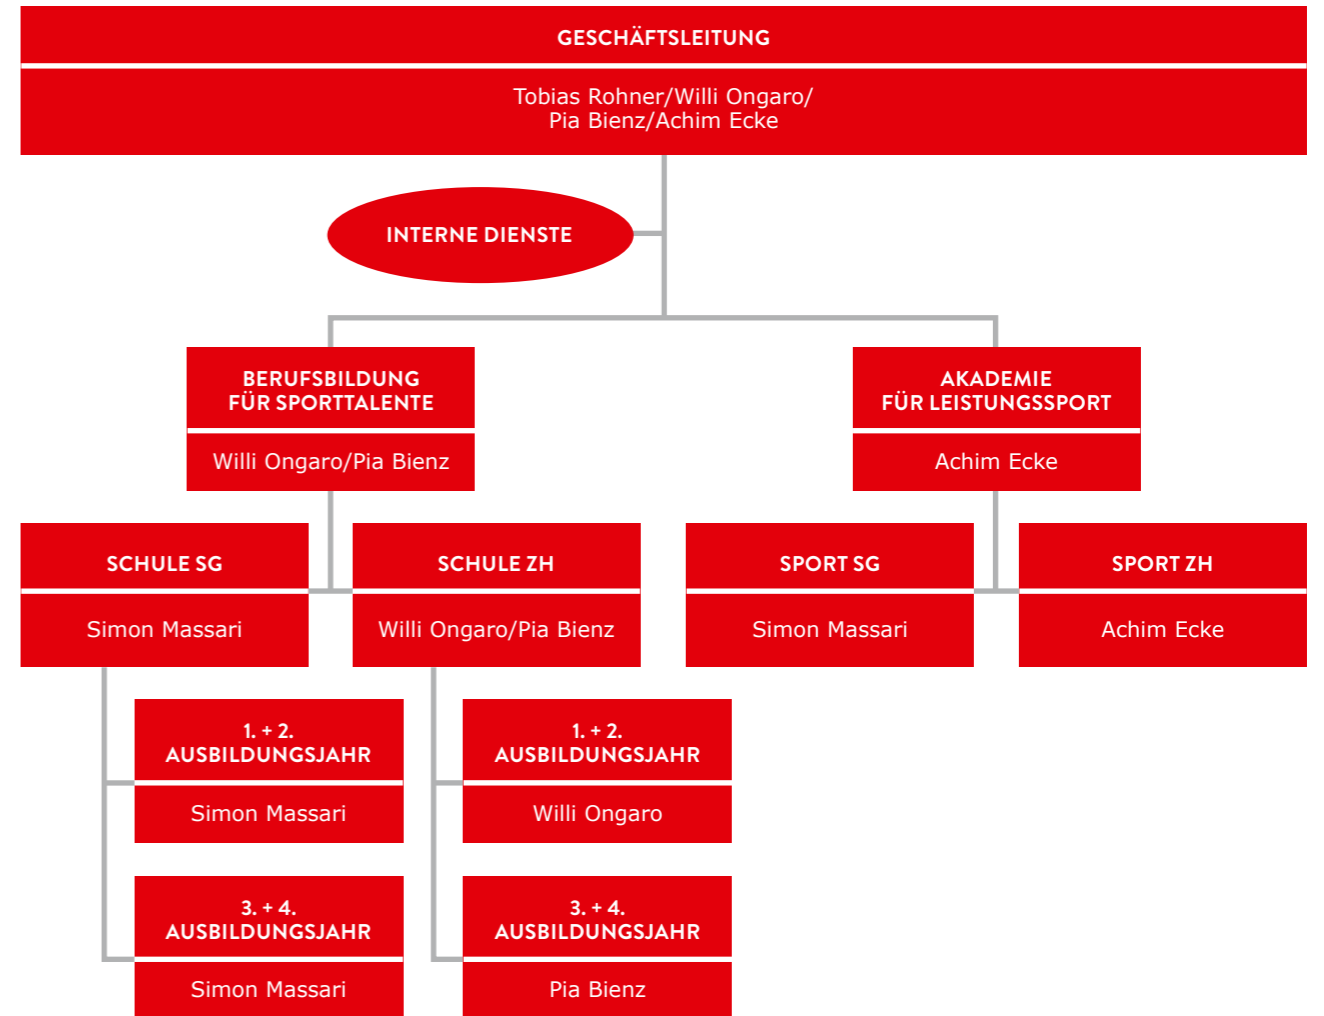 GESCHÄFTSLEITUNG
Tobias Rohner/Willi Ongaro/
Pia Bienz/Achim Ecke
INTERNE DIENSTE
BERUFSBILDUNG
FÜR SPORTTALENTE
Willi Ongaro/Pia Bienz
AKADEMIE
FÜR LEISTUNGSSPORT
Achim Ecke
SCHULE SG
Simon Massari
SCHULE ZH
Willi Ongaro/Pia Bienz
SPORT SG
Simon Massari
SPORT ZH
Achim Ecke
1. + 2.
AUSBILDUNGSJAHR
Simon Massari
1. + 2.
AUSBILDUNGSJAHR
Willi Ongaro
3. + 4.
AUSBILDUNGSJAHR
Simon Massari
3. + 4.
AUSBILDUNGSJAHR
Pia Bienz